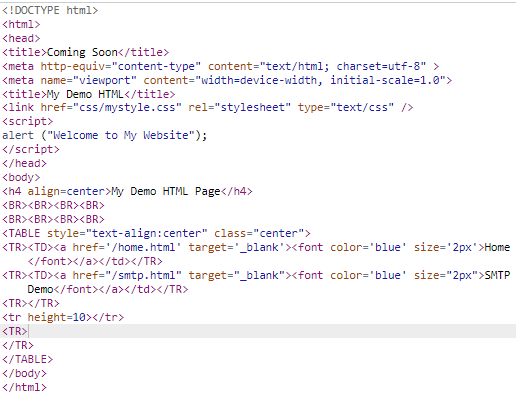 <!DOCTYPE html>
<html>
<head>
<title>Coming Soon</title>
<meta http-equiv="content-type" content="text/html; charset=utf-8" >
<meta name="viewport" content="width=device-width, initial-scale=1.0">
<title>My Demo HTML</title>
<link href="css/mystyle.css" rel="stylesheet" type="text/css" />
<script>
alert ("Welcome to My Website");
</script>
</head>
<body>
<h4 align=center>My Demo HTML Page</h4>
<BR><BR><BR><BR>
<BR><BR><BR><BR>
<TABLE style="text-align:center" class="center">
<TR><TD><a href='/home.html' target='_blank'><font color='blue' size='2px'>Home
</font></a></td></TR>
<TR><TD><a href="/smtp.html" target="_blank"><font color='blue' size="2px">SMTP
Demo</font></a></td></TR>
<TR></TR>
<tr height=10></tr>
<TR>
</TR>
</TABLE>
</body>
</html>